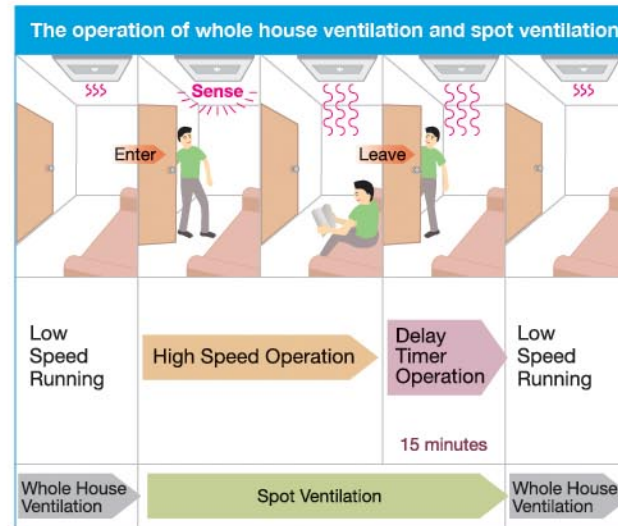 The operation of whole house ventilation and spot ventilation
Sense
Enter
Leave
Low
Speed
Running
High Speed Operation
Delay
Timer
Operation
Low
Speed
Running
15 minutes
Whole House
Ventilation
Spot Ventilation
Whole House
Ventilation